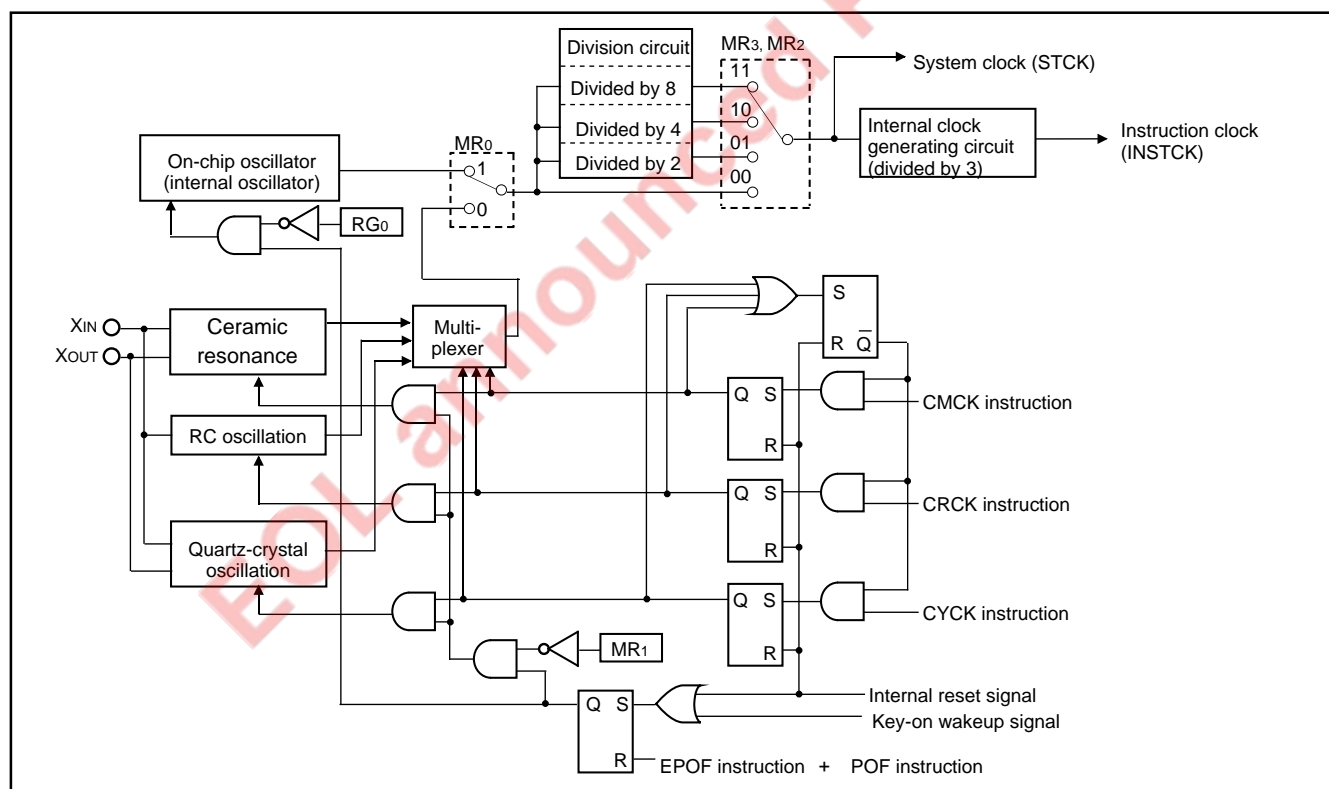 Division circuit
MR3, MR2
System clock (STCK)
11
Divided by 8
10
Divided by 4
01
Divided by 2
00
Internal clock
generating circuit
(divided by 3)
Instruction clock
(INSTCK)
On-chip oscillator
(internal oscillator)
MR0
1
0
RG0
XIN
XOUT
Ceramic
resonance
Multi-
plexer
S
R Q
Q S
R
CMCK instruction
RC oscillation
Q S
R
CRCK instruction
Quartz-crystal
oscillation
Q S
R
CYCK instruction
MR1
Q S
R
Internal reset signal
Key-on wakeup signal
EPOF instruction + POF instruction
EOL announced